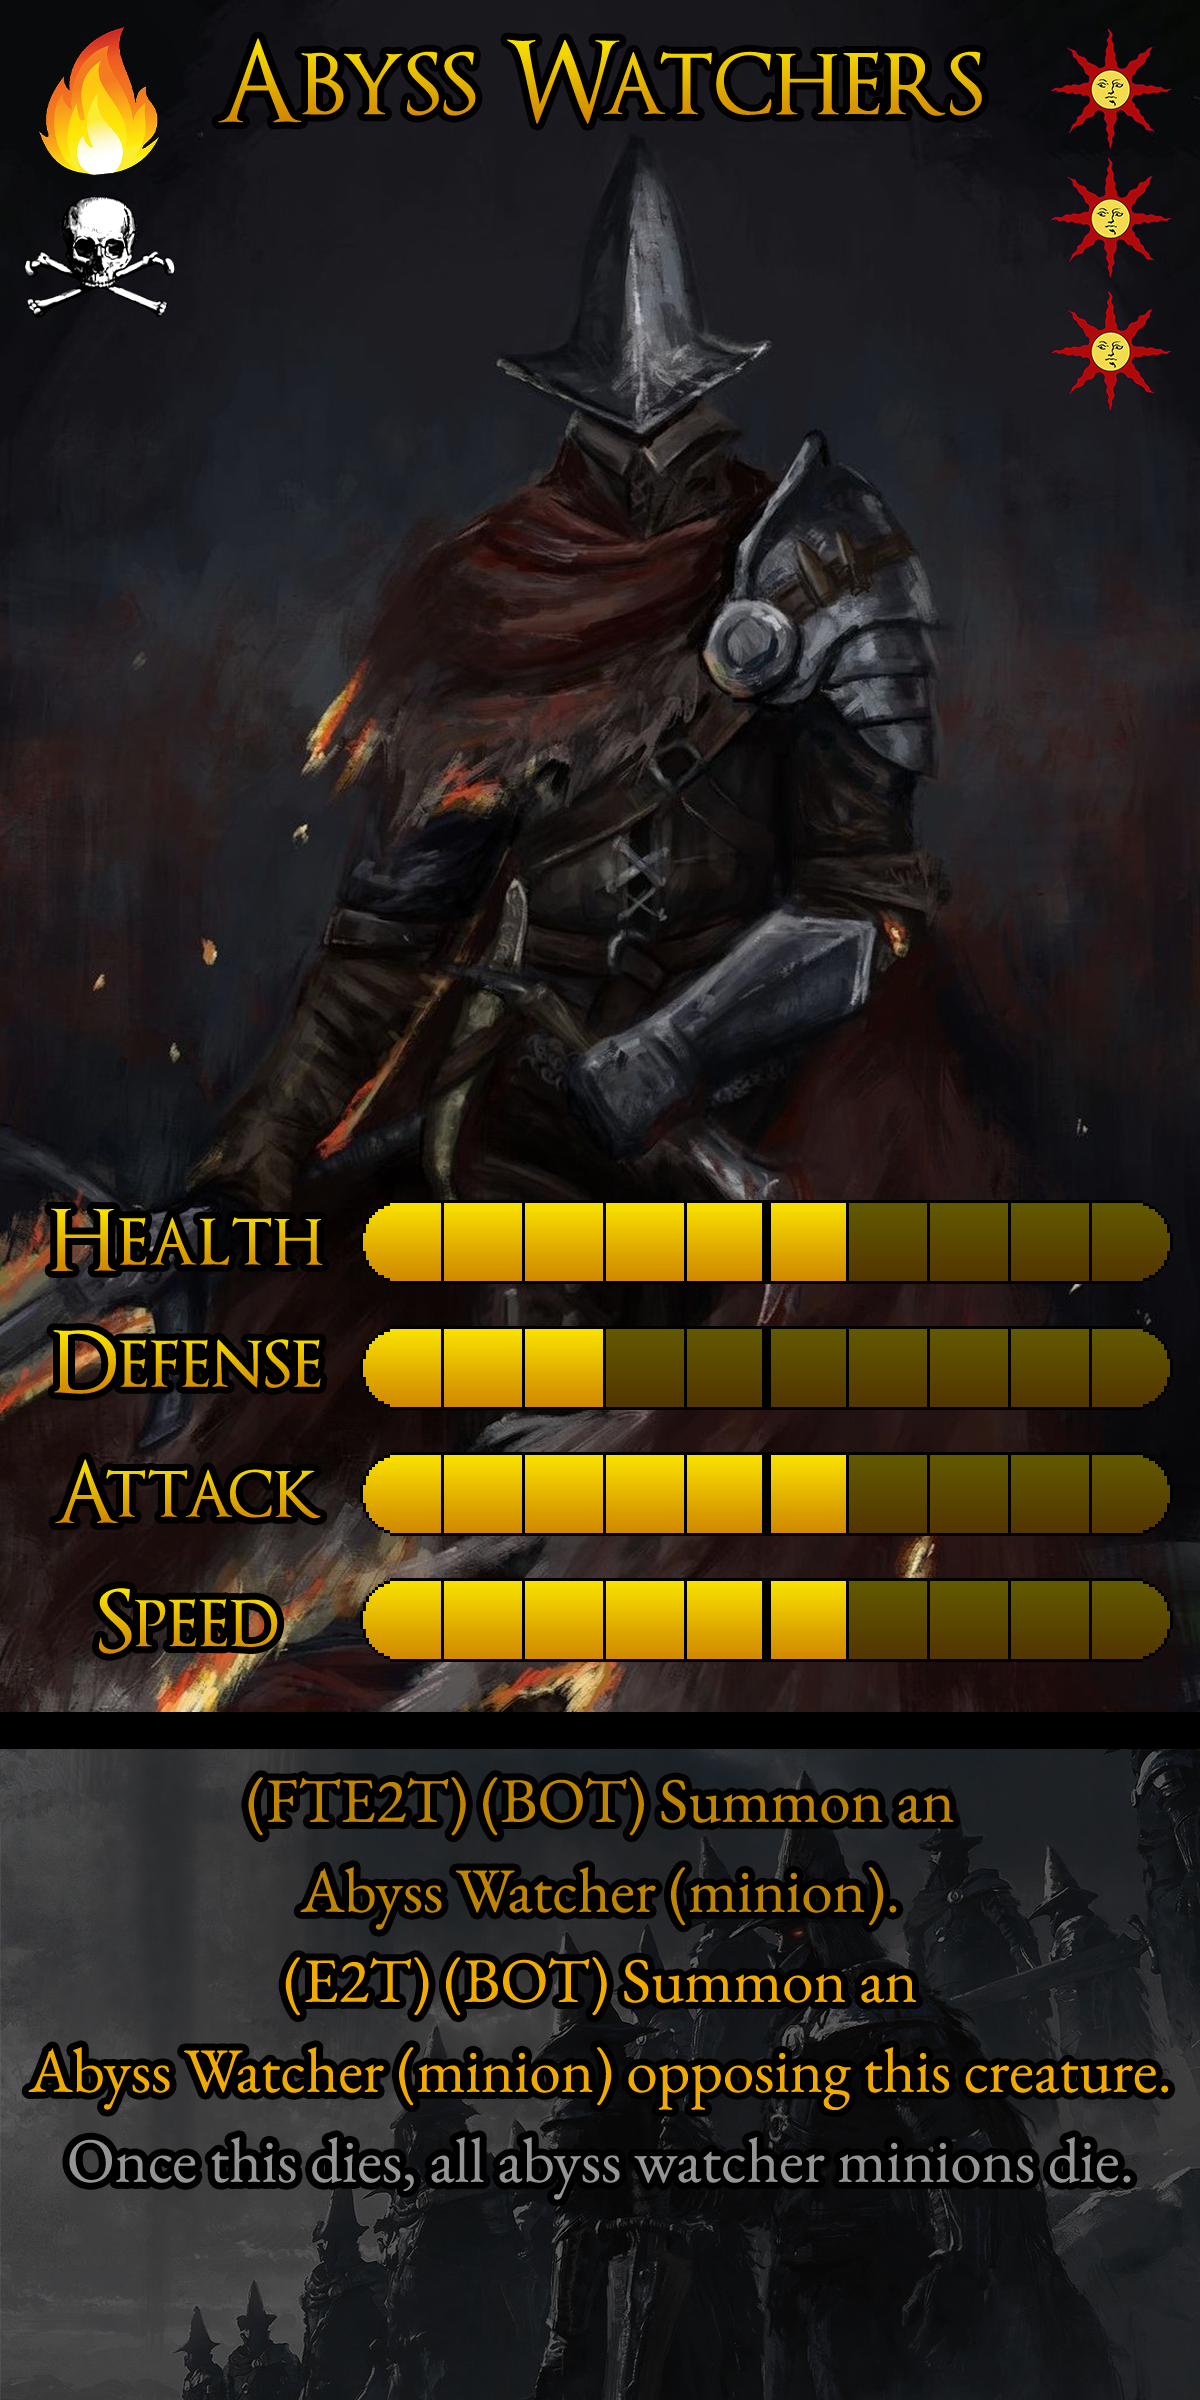 Abyss Watchers
Health
Defense
Attack
Speed
(FTE2T) (BOT) Summon an
Abyss Watcher (minion).
(E2T) (BOT) Summon an
Abyss Watcher (minion) opposing this creature.
Once this dies, all abyss watcher minions die.